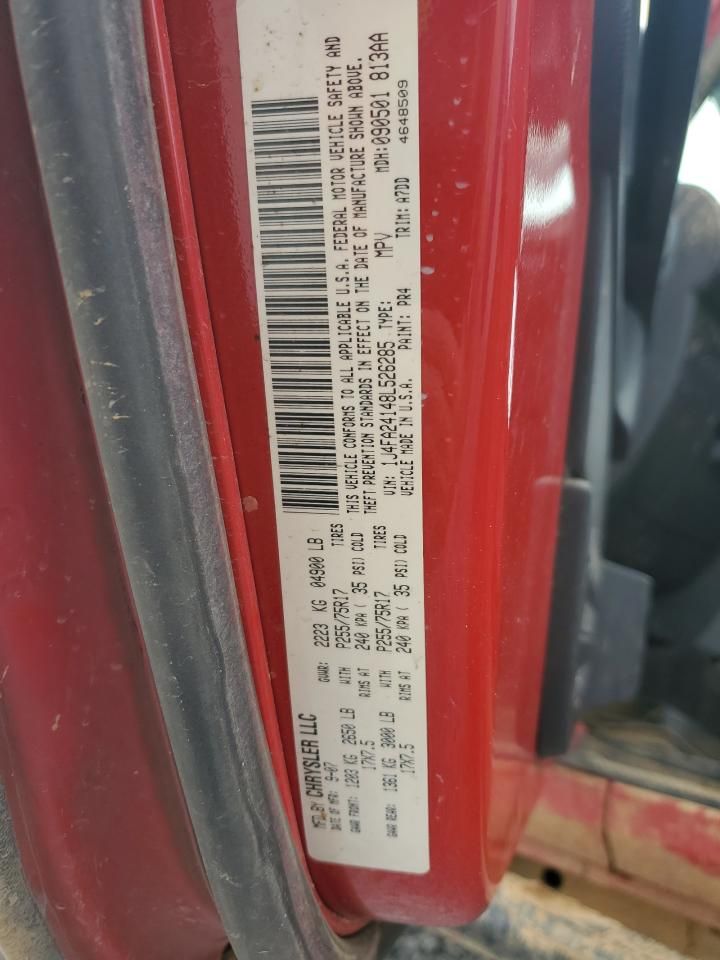 MFD BY CHRYSLER LLC
DATE OF MFR: 9-07 GVWR: 2223 KG 04900 LB
GAWR FRONT: 1203 KG 2650 LB WITH P255/75R17 TIRES
17X7.5 RIMS AT 240 KPA ( 35 PSI) COLD
GAWR REAR: 1361 KG 3000 LB WITH P255/75R17 TIRES
17X7.5 RIMS AT 240 KPA ( 35 PSI) COLD
THIS VEHICLE CONFORMS TO ALL APPLICABLE U.S.A. FEDERAL MOTOR VEHICLE SAFETY AND
THEFT PREVENTION STANDARDS IN EFFECT ON THE DATE OF MANUFACTURE SHOWN ABOVE.
VIN: 1J4FA24148L526285 TYPE: MPV MDH:090501 813AA
VEHICLE MADE IN U.S.A. PAINT: PR4 TRIM: A7DD 4648509